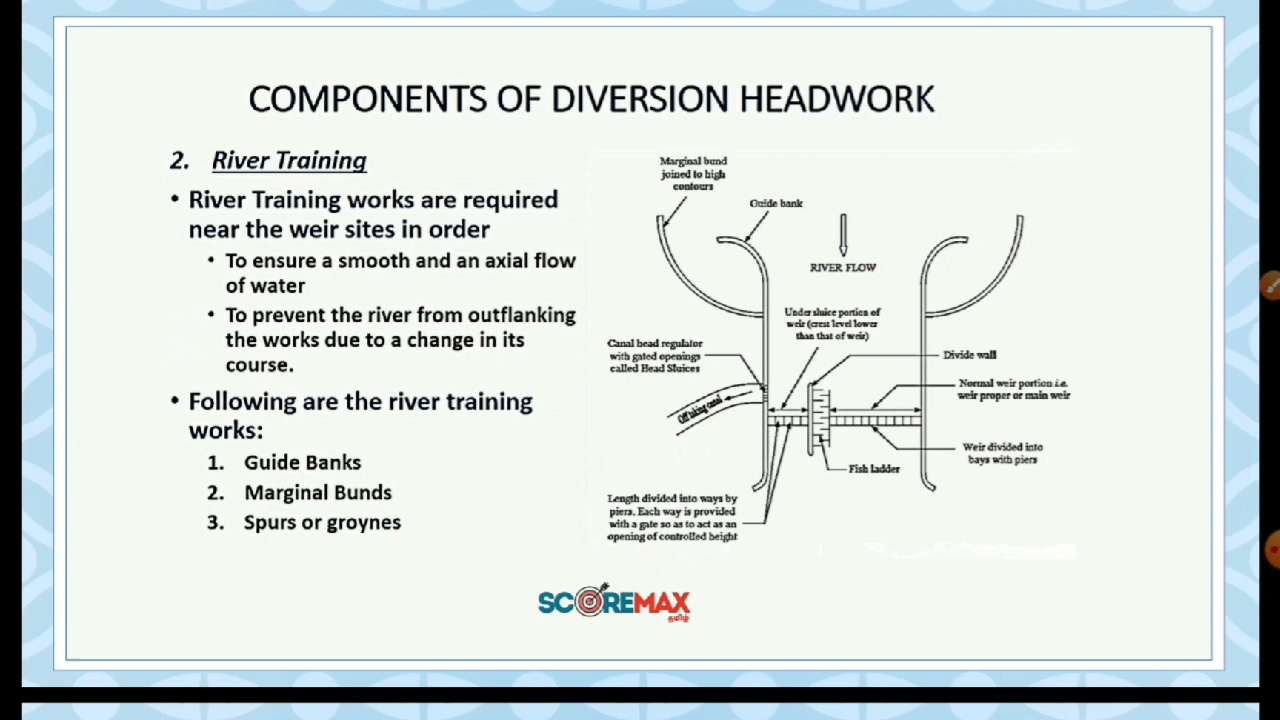 COMPONENTS OF DIVERSION HEADWORK
2. River Training
• River Training works are required
near the weir sites in order
• To ensure a smooth and an axial flow
of water
• To prevent the river from outflanking
the works due to a change in its
course.
• Following are the river training
works:
1. Guide Banks
2. Marginal Bunds
3. Spurs or groynes
Marginal bund
joined to high
contours
Guide bank
RIVER FLOW
Under sluice portion of
weir (crest level lower
than that of weir)
Canal head regulator
with gated openings
called Head Sluices
Divide wall
Normal weir portion i.e.
weir proper or main weir
Off taking canal
Weir divided into
bays with piers
Fish ladder
Length divided into ways by
piers. Each way is provided
with a gate so as to act as an
opening of controlled height
SCOREMAX
தமிழ்